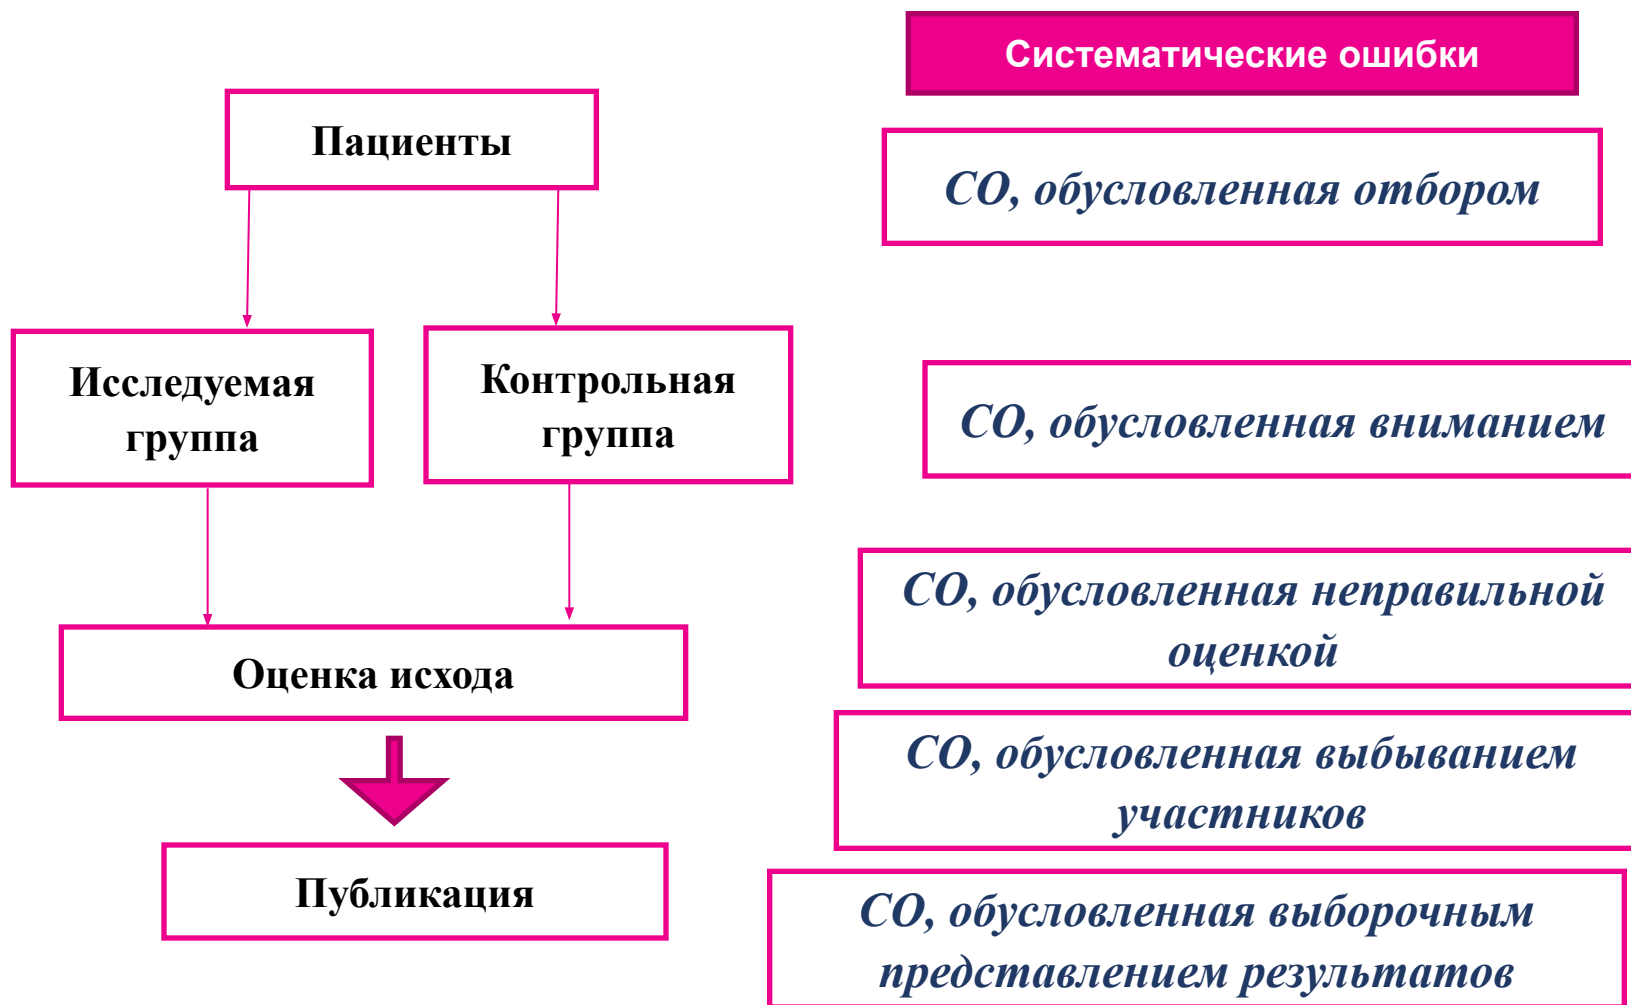 Систематические ошибки
Пациенты
СО, обусловленная отбором
Исследуемая
группа
Контрольная
группа
СО, обусловленная вниманием
СО, обусловленная неправильной
оценкой
Оценка исхода
СО, обусловленная выбыванием
участников
Публикация
СО, обусловленная выборочным
представлением результатов